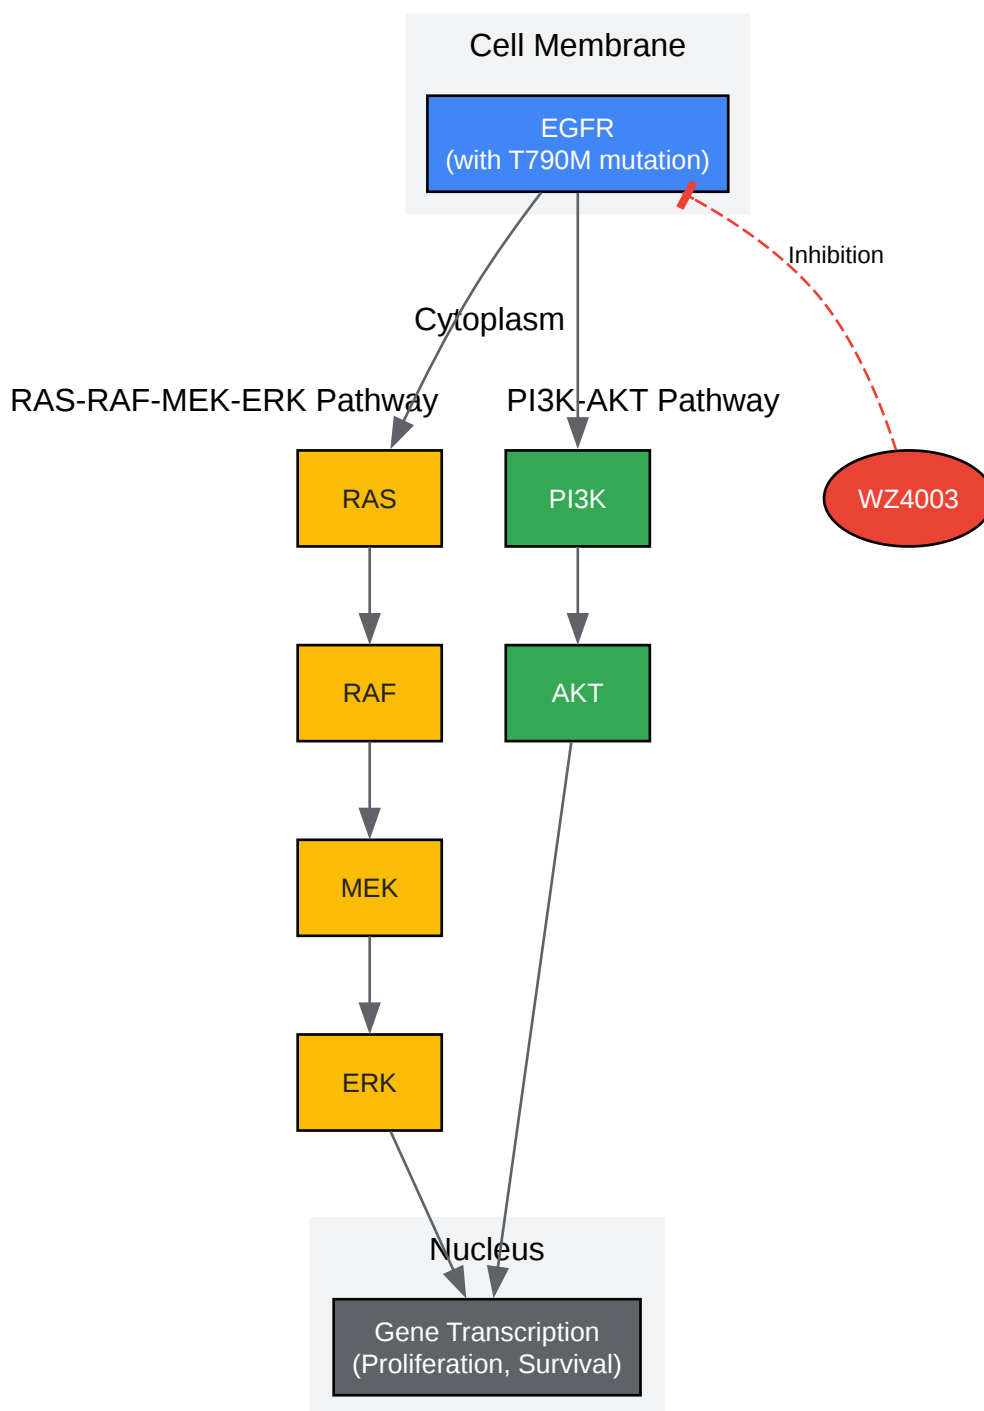 Cell Membrane
EGFR
(with T790M mutation)
Inhibition
Cytoplasm
RAS-RAF-MEK-ERK Pathway
PI3K-AKT Pathway
RAS
PI3K
WZ4003
RAF
AKT
MEK
ERK
Nucleus
Gene Transcription
(Proliferation, Survival)